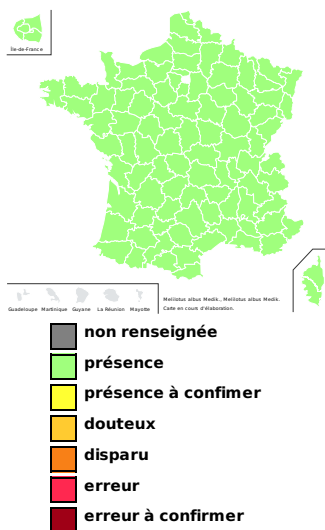 Île-de-France
Guadeloupe Martinique Guyane La Réunion Mayotte
Melilotus albus Medik., Melilotus albus Medik.
Carte en cours d'élaboration.
non renseignée
présence
présence à confimer
douteux
disparu
erreur
erreur à confirmer